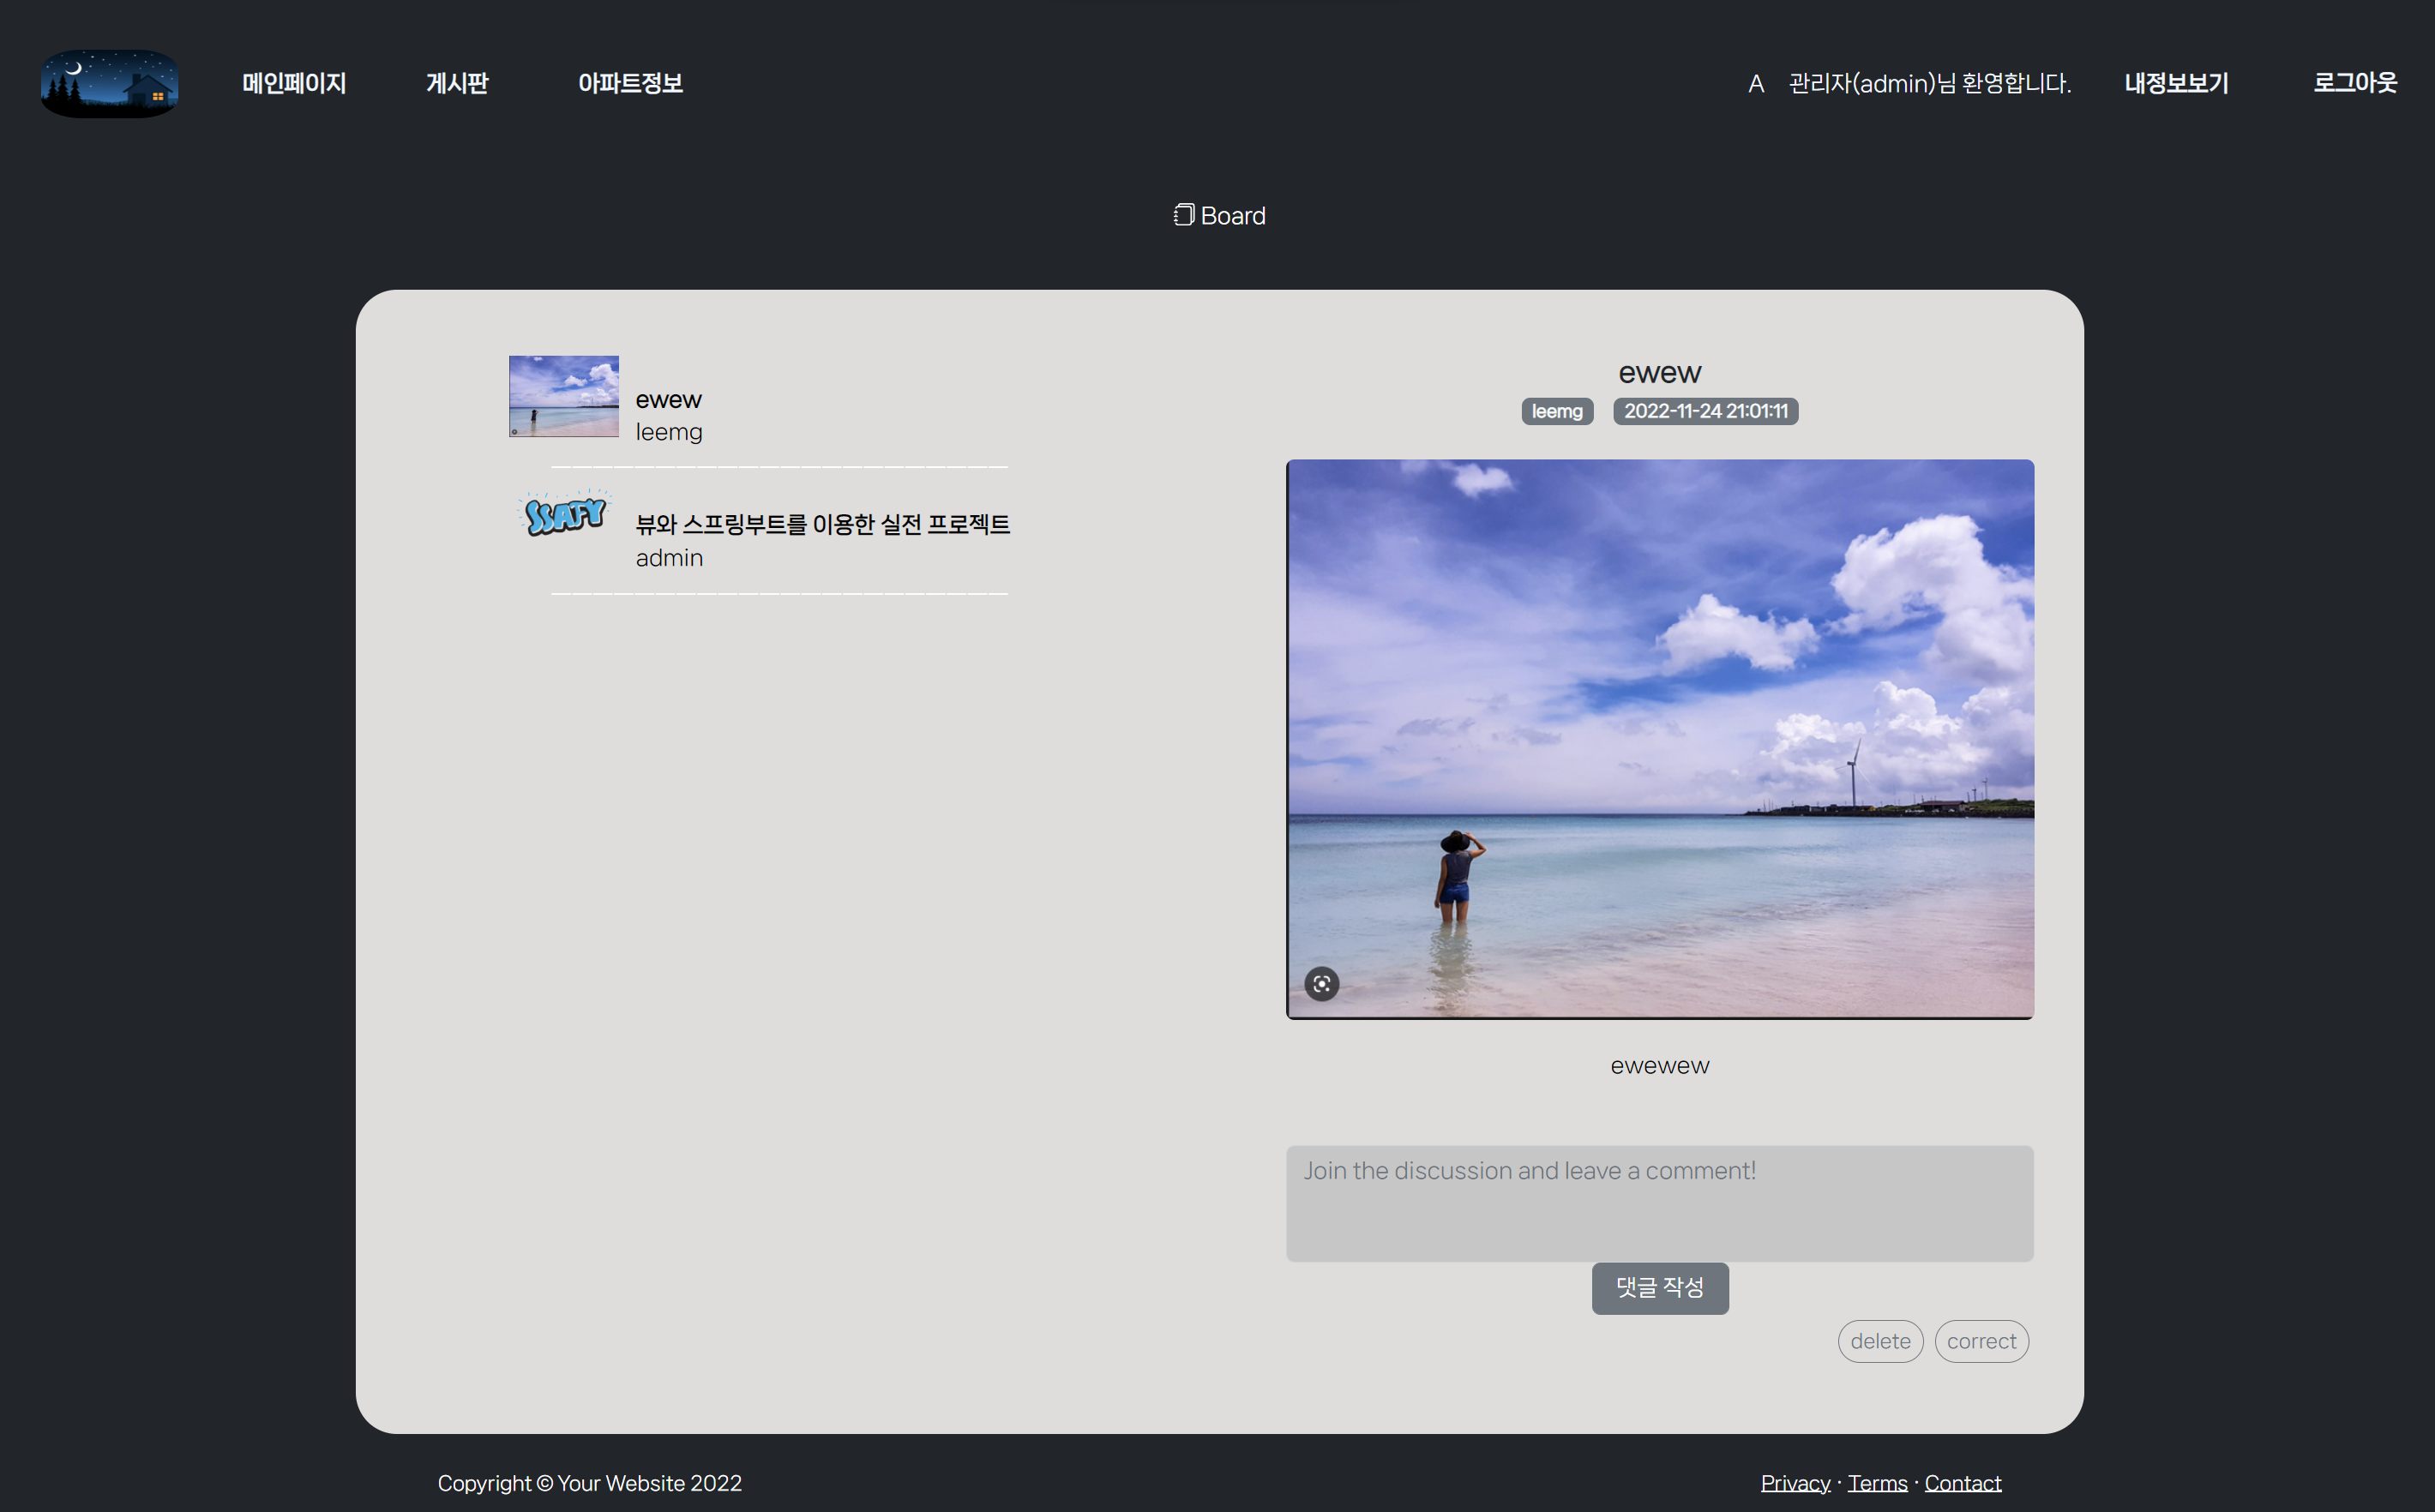 메인페이지 게시판 아파트정보 A 관리자(admin)님 환영합니다. 내정보보기 로그아웃
Board
ewew
leemg
SSAFY
뷰와 스프링부트를 이용한 실전 프로젝트
admin
ewew
leemg 2022-11-24 21:01:11
ewewew
Join the discussion and leave a comment!
댓글 작성
delete correct
Copyright © Your Website 2022
Privacy · Terms · Contact